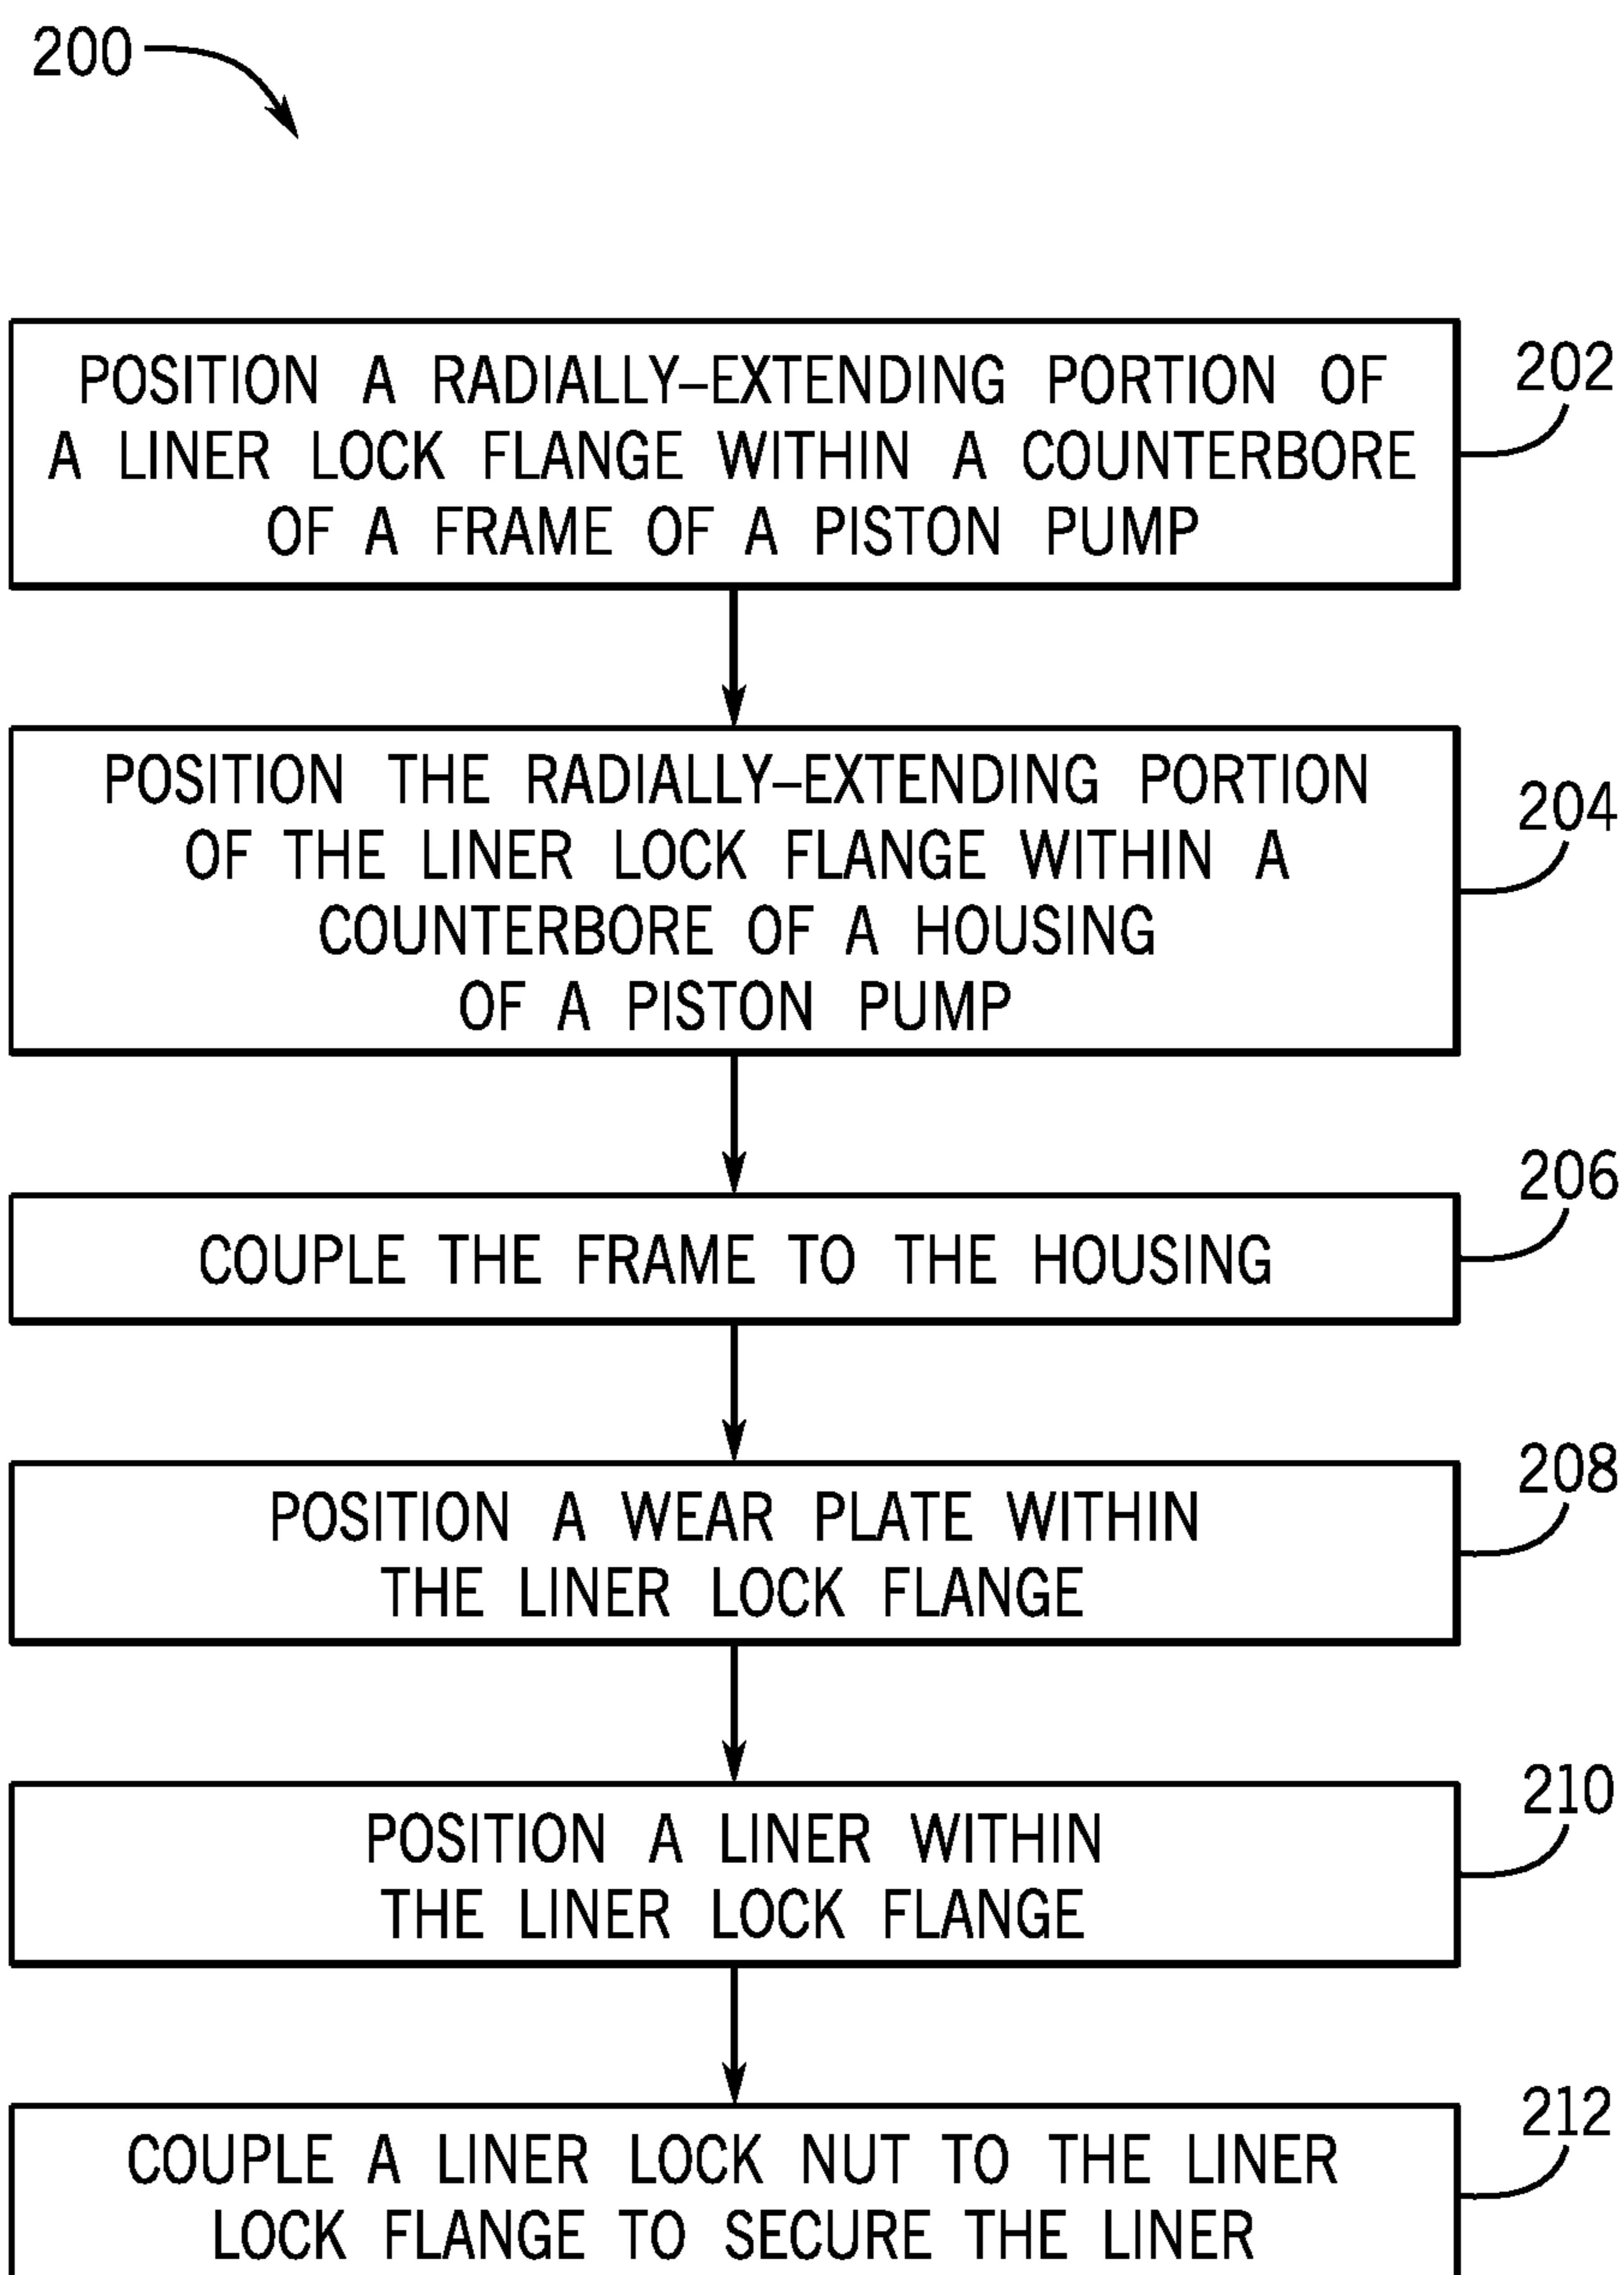 200
POSITION A RADIALLY-EXTENDING PORTION OF
A LINER LOCK FLANGE WITHIN A COUNTERBORE
OF A FRAME OF A PISTON PUMP
202
POSITION THE RADIALLY-EXTENDING PORTION
OF THE LINER LOCK FLANGE WITHIN A
COUNTERBORE OF A HOUSING
OF A PISTON PUMP
204
COUPLE THE FRAME TO THE HOUSING
206
POSITION A WEAR PLATE WITHIN
THE LINER LOCK FLANGE
208
POSITION A LINER WITHIN
THE LINER LOCK FLANGE
210
COUPLE A LINER LOCK NUT TO THE LINER
LOCK FLANGE TO SECURE THE LINER
212